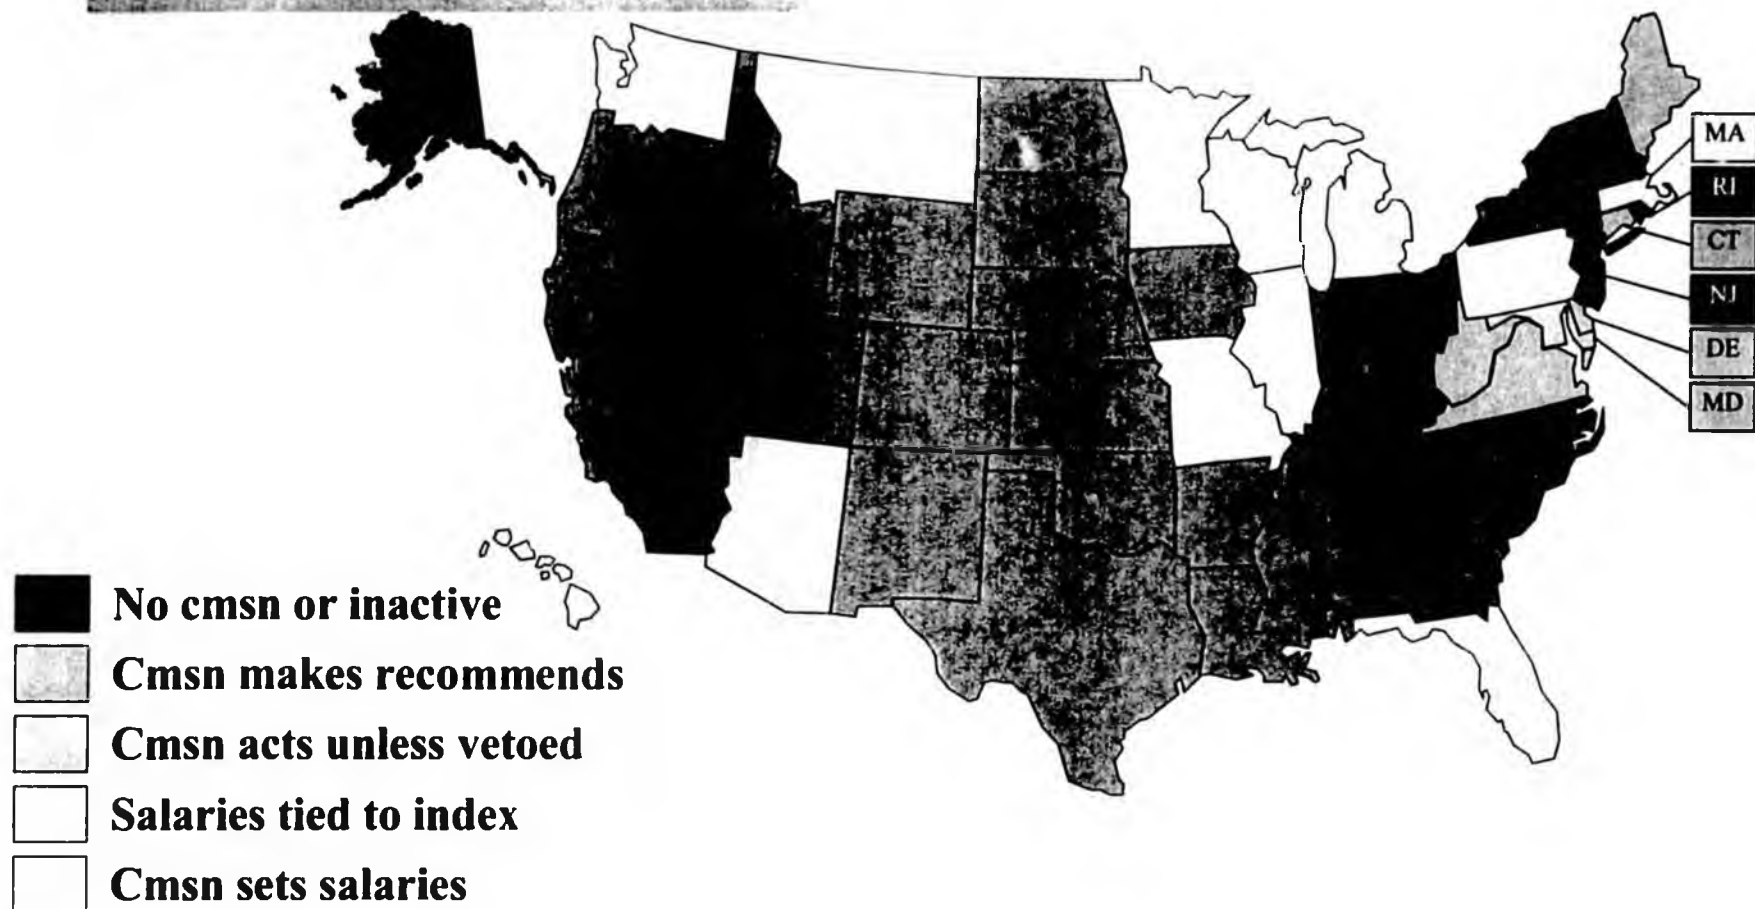 MA
RI
CT
NJ
DE
MD
No cmsn or inactive
Cmsn makes recommends
Cmsn acts unless vetoed
Salaries tied to index
Cmsn sets salaries